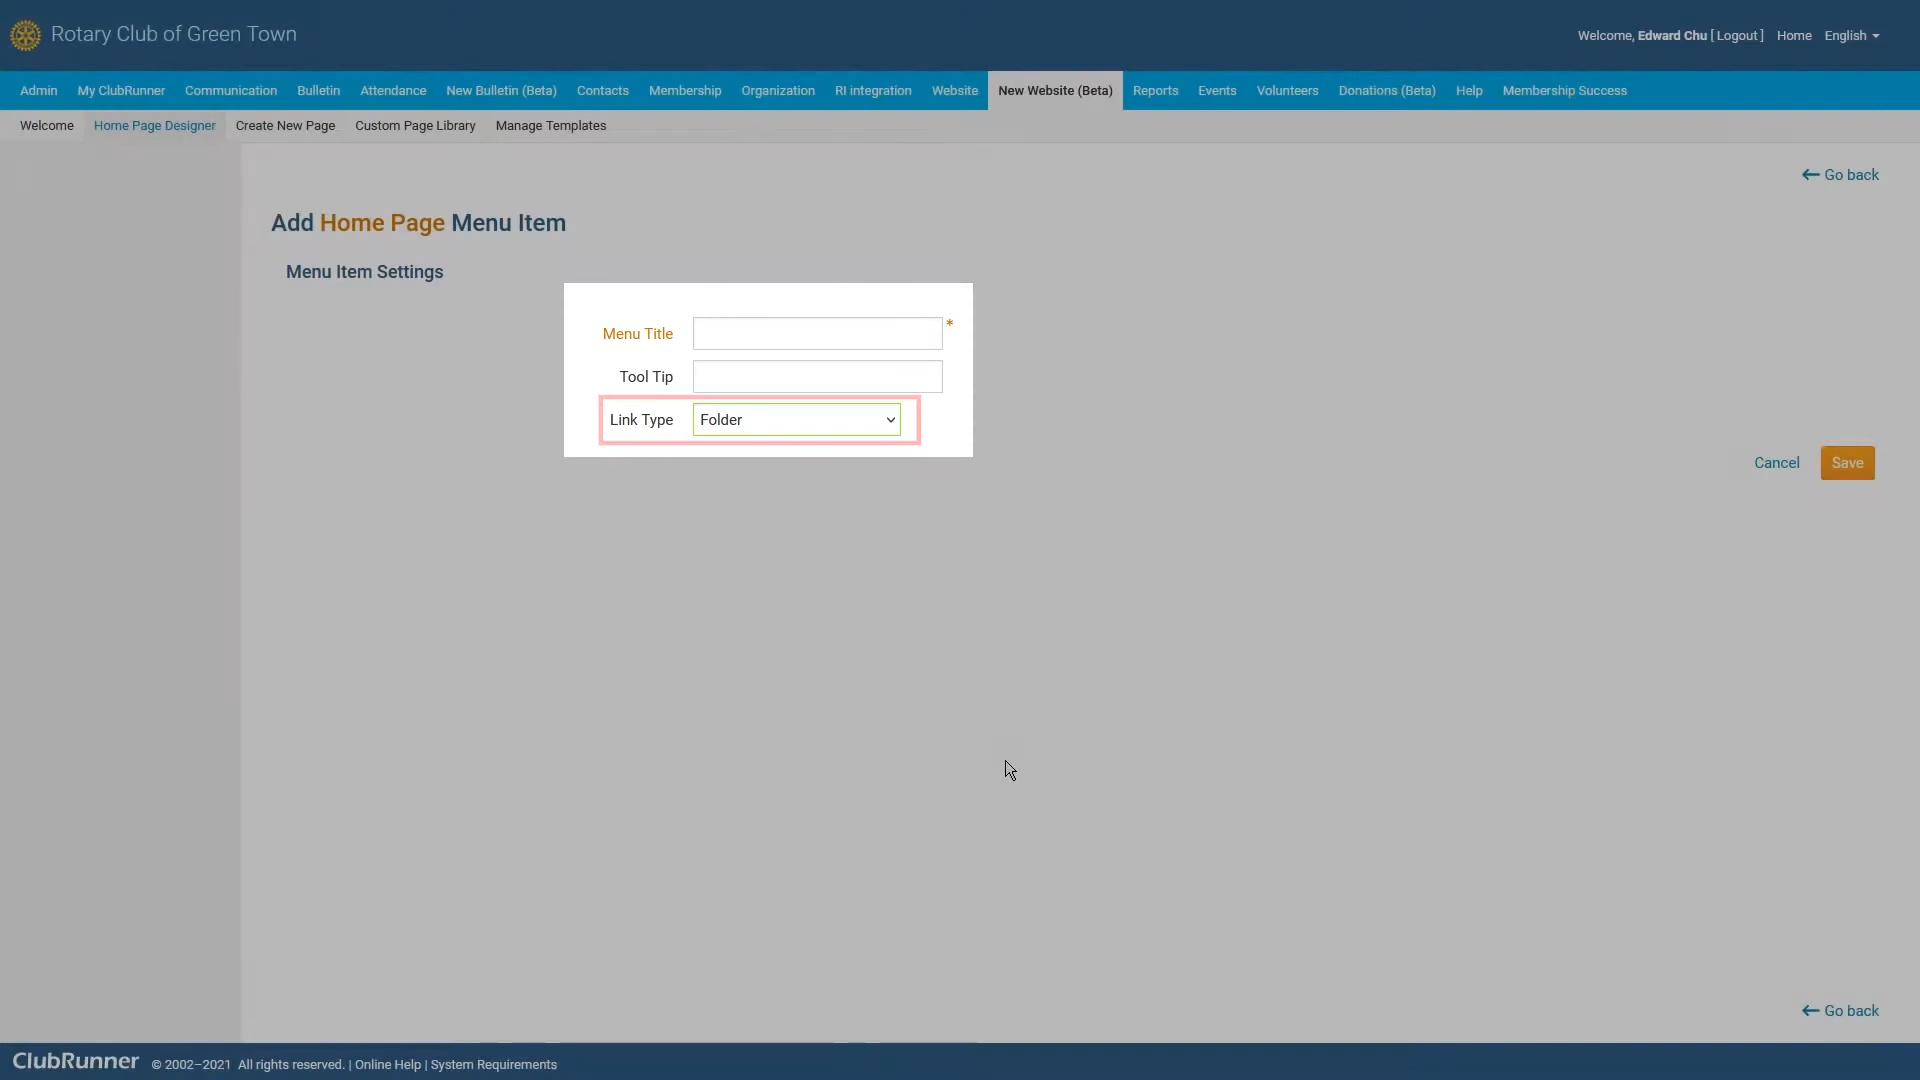 Rotary Club of Green Town
Welcome, Edward Chu [ Logout ] Home English
Admin My ClubRunner Communication Bulletin Attendance New Bulletin (Beta) Contacts Membership Organization RI integration Website New Website (Beta) Reports Events Volunteers Donations (Beta) Help Membership Success
Welcome Home Page Designer Create New Page Custom Page Library Manage Templates
Go back
Add Home Page Menu Item
Menu Item Settings
Menu Title *
Tool Tip
Link Type Folder
Cancel Save
Go back
ClubRunner © 2002–2021 All rights reserved. | Online Help | System Requirements